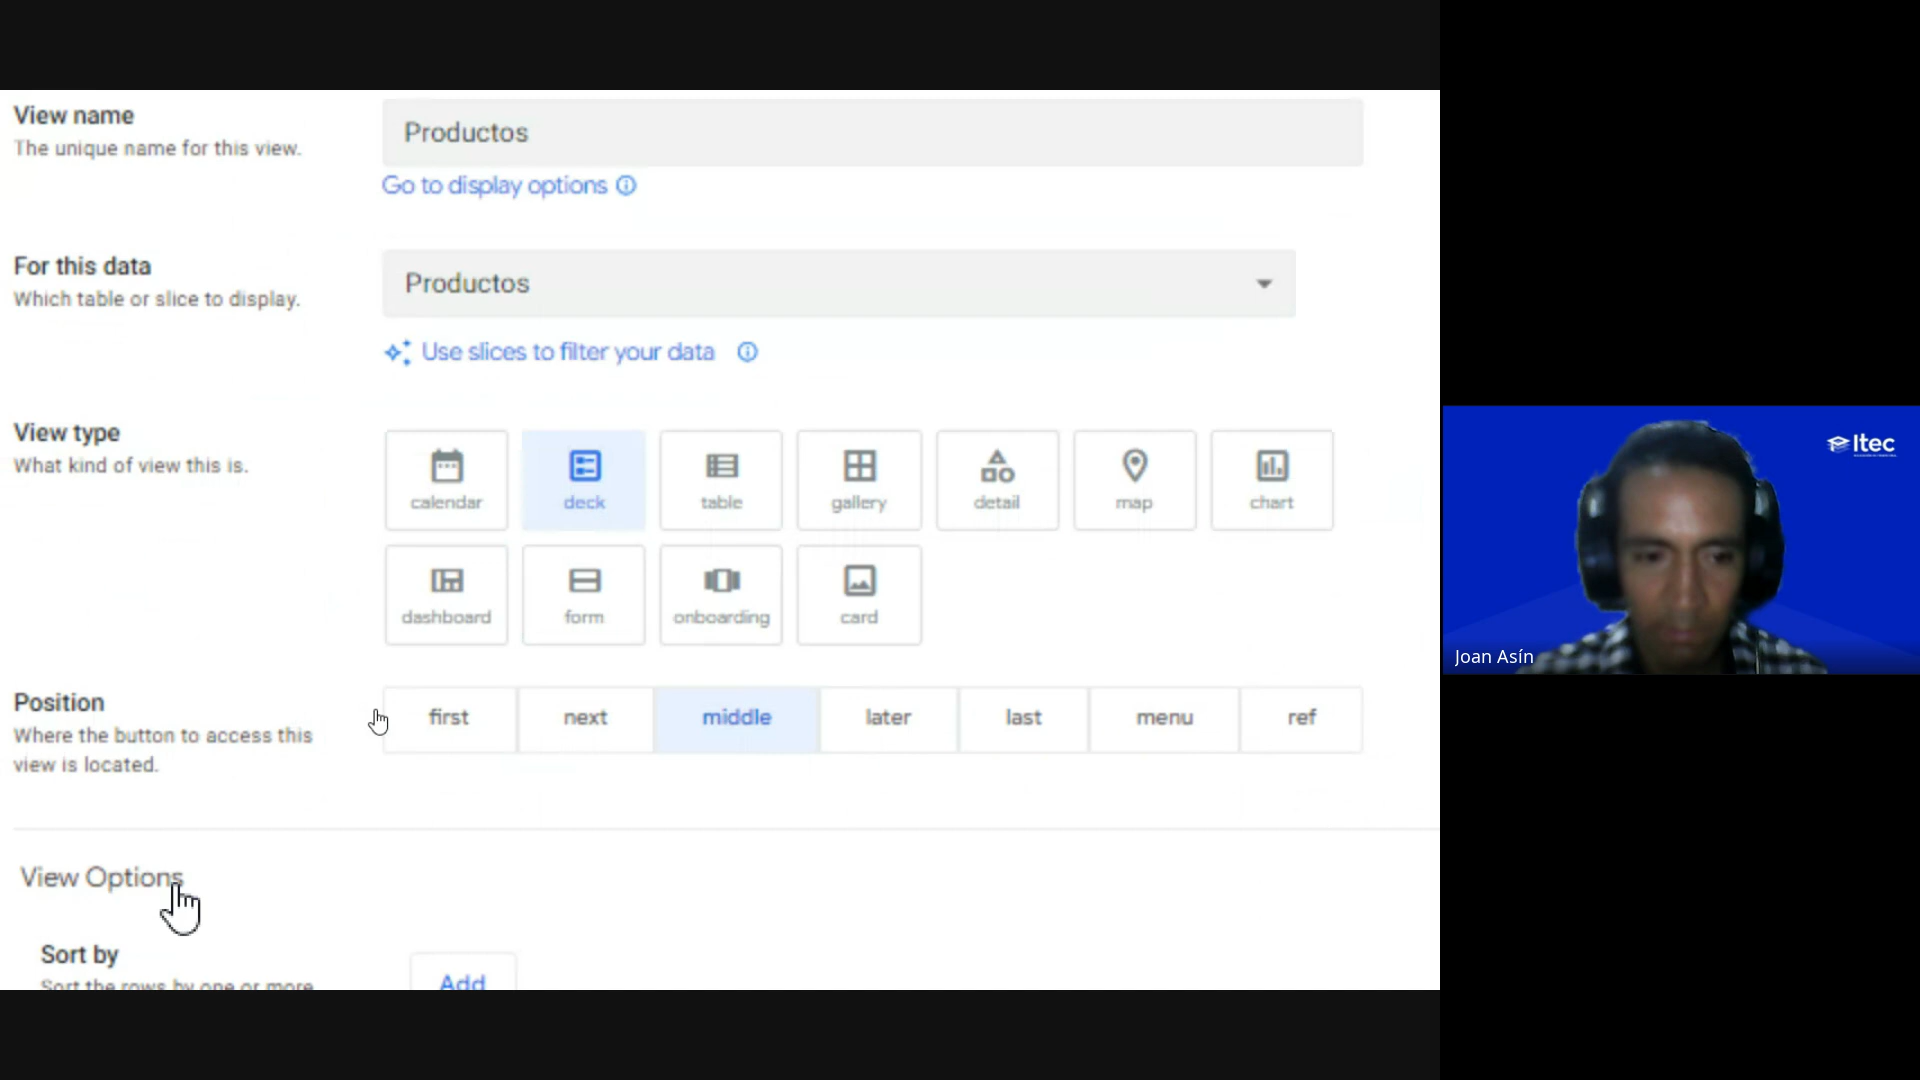 View name
The unique name for this view.
Productos
Go to display options
For this data
Which table or slice to display.
Productos
Use slices to filter your data
View type
What kind of view this is.
calendar
deck
table
gallery
detail
map
chart
dashboard
form
onboarding
card
Position
Where the button to access this
view is located.
first
next
middle
later
last
menu
ref
View Options
Sort by
Sort the rows by one or more
Add
Itec
Joan Asín